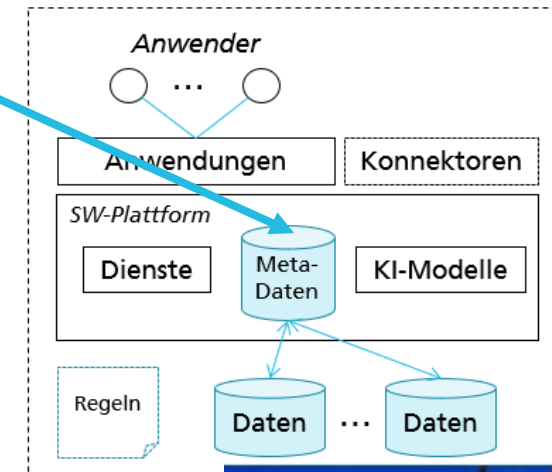 Anwender
...
Anwendungen
Konnektoren
SW-Plattform
Dienste
Meta-
Daten
KI-Modelle
Regeln
Daten
...
Daten